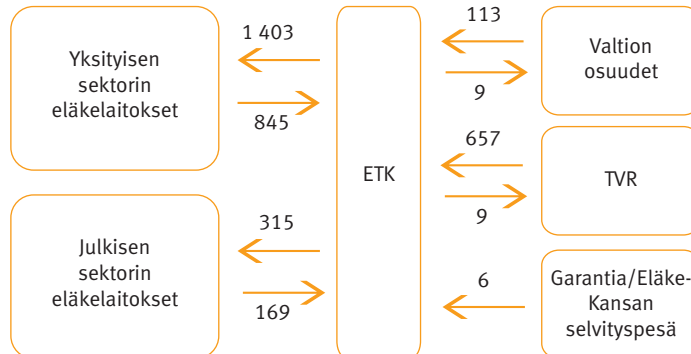 Yksityisen
sektorin
eläkelaitokset
1 403
845
Julkisen
sektorin
eläkelaitokset
315
169
ETK
113
9
Valtion
osuudet
657
9
TVR
6
Garantia/Eläke-
Kansan
selvityspesä